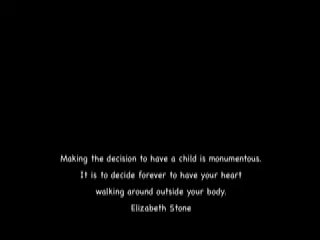 Making the decision to have a child is monumentous.
It is to decide forever to have your heart
walking around outside your body.
Elizabeth Stone